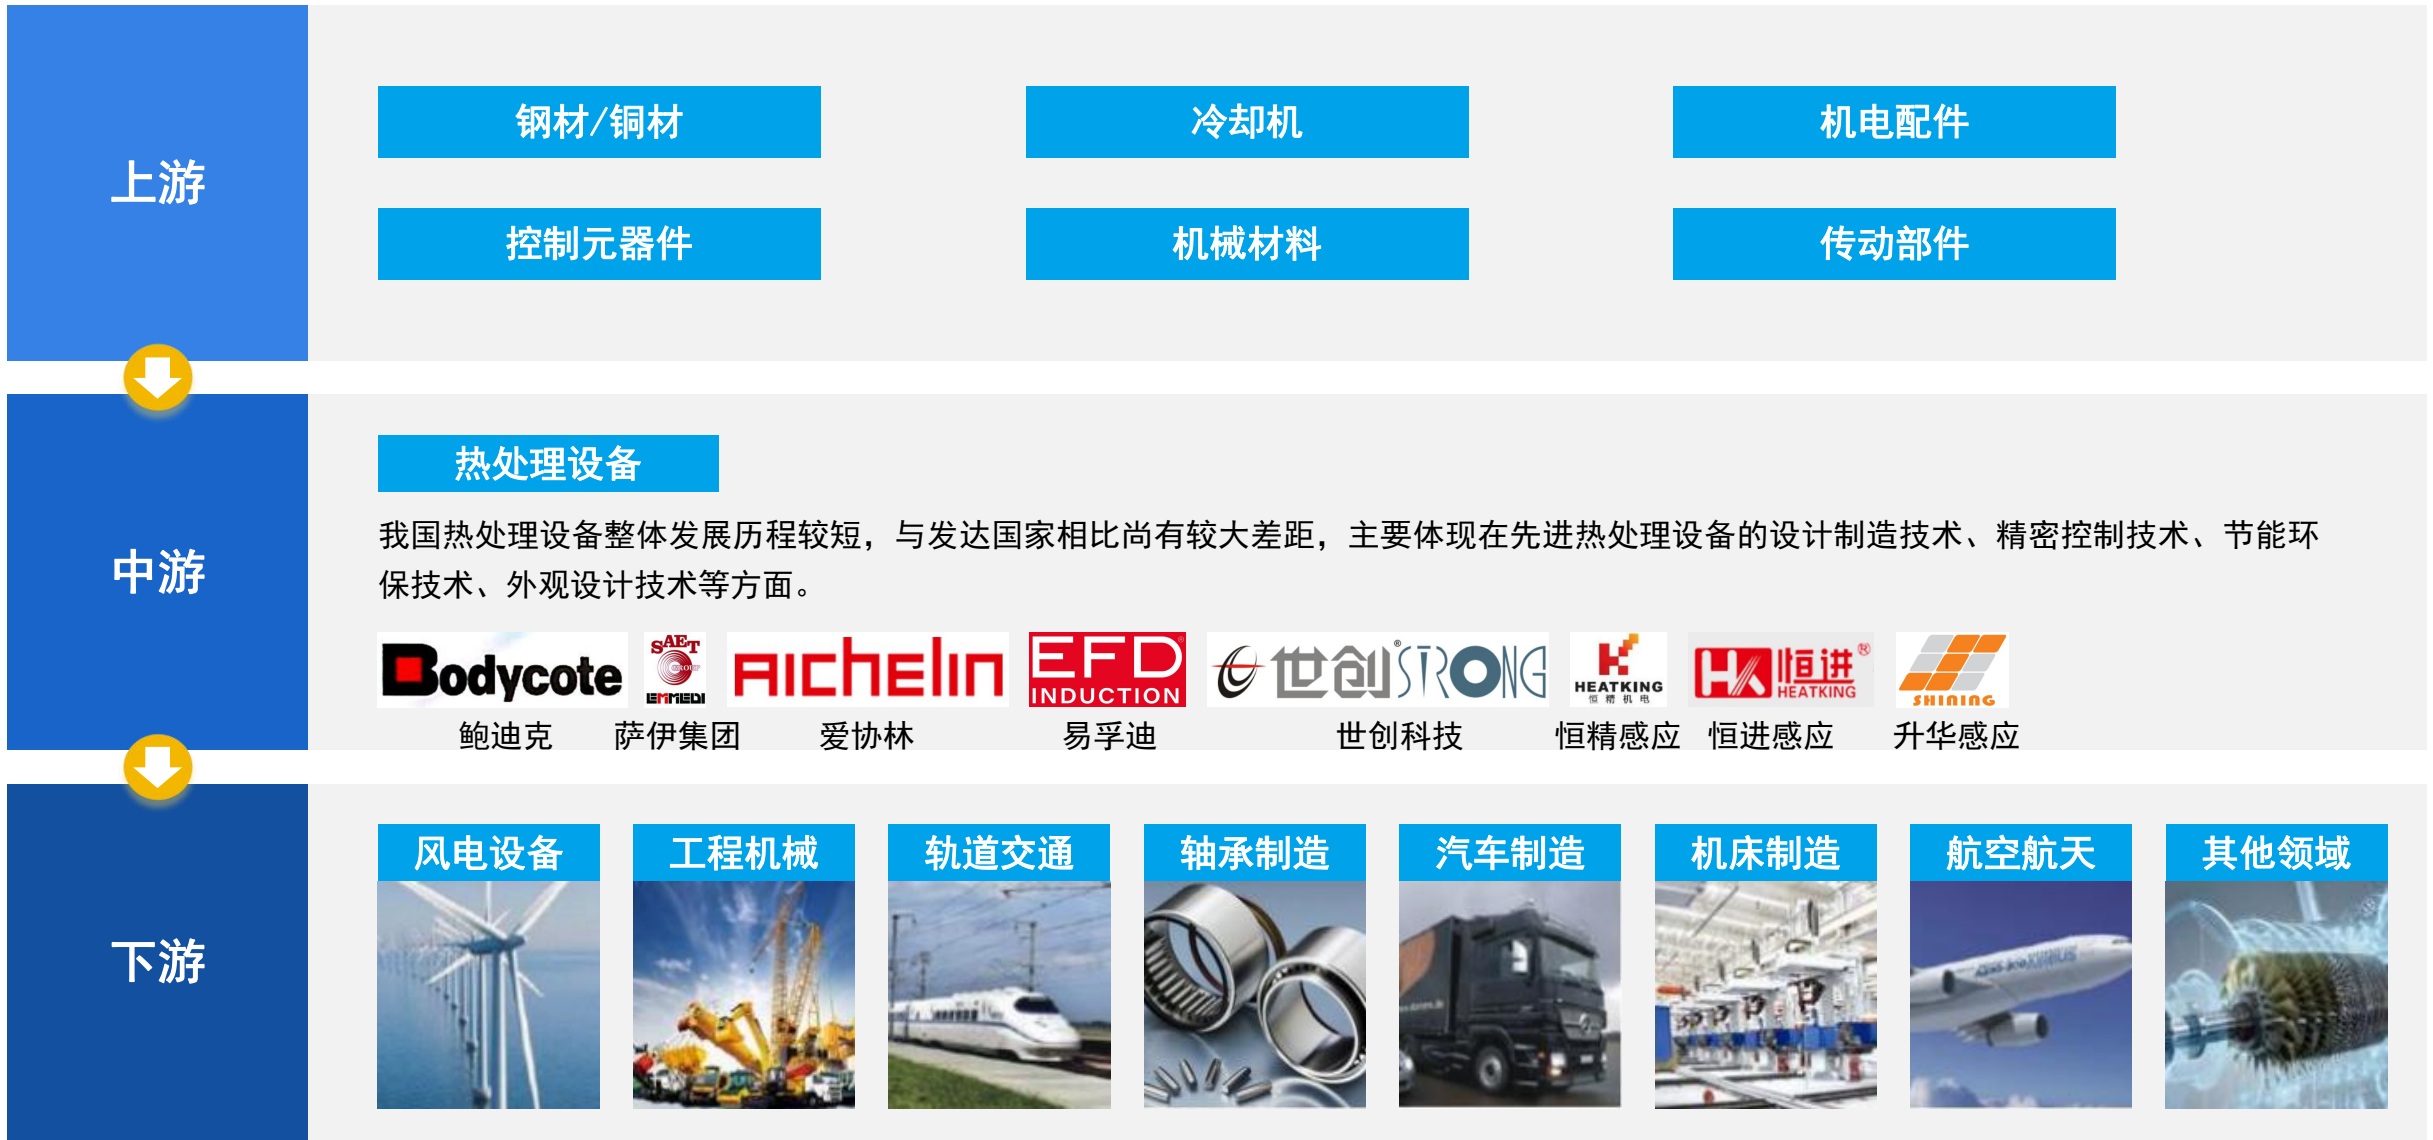 上游
钢材/铜材
冷却机
机电配件
控制元器件
机械材料
传动部件
中游
热处理设备
我国热处理设备整体发展历程较短，与发达国家相比尚有较大差距，主要体现在先进热处理设备的设计制造技术、精密控制技术、节能环
保技术、外观设计技术等方面。
Bodycote
SAET
GROUP
EMMEDI
AICHELIN
EFD
INDUCTION
世创 STRONG
HEATKING
恒精机电
HK 恒进
HEATKING
SHINING
鲍迪克
萨伊集团
爱协林
易孚迪
世创科技
恒精感应
恒进感应
升华感应
下游
风电设备
工程机械
轨道交通
轴承制造
汽车制造
机床制造
航空航天
其他领域
AIRBUS